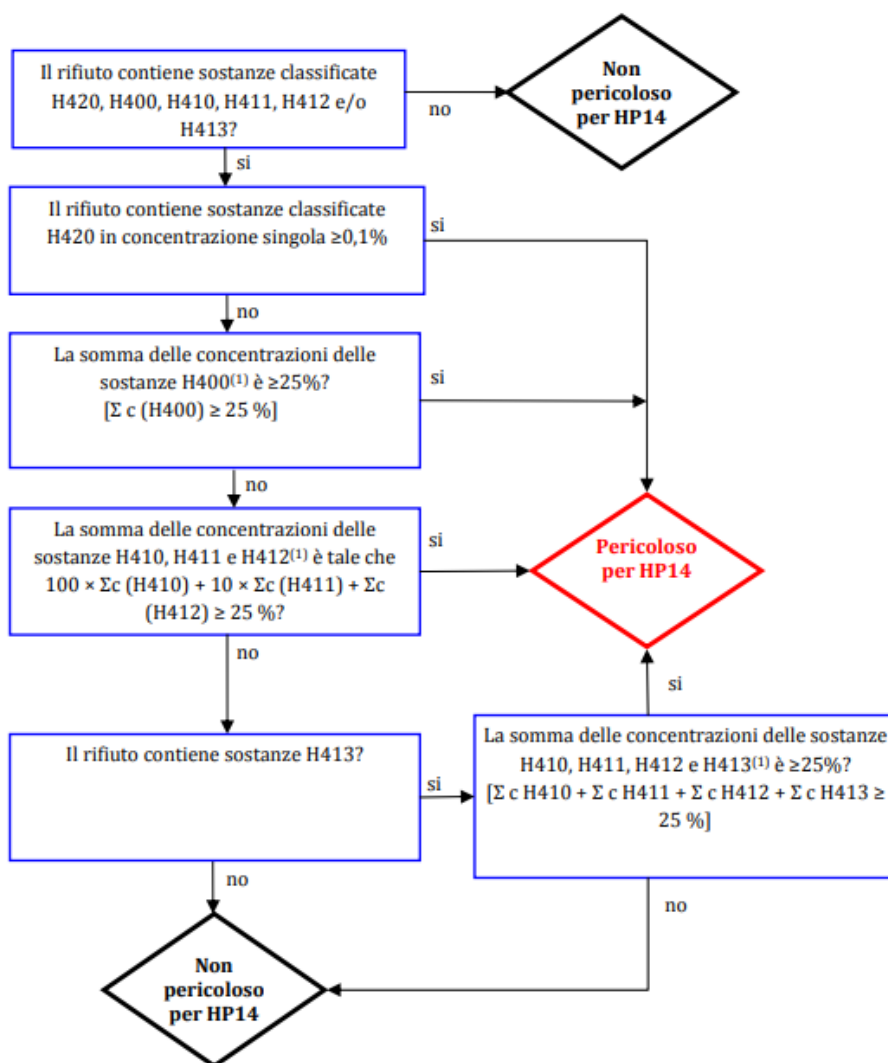 Il rifiuto contiene sostanze classificate
H420, H400, H410, H411, H412 e/o
H413?
no
Non
pericoloso
per HP14
si
Il rifiuto contiene sostanze classificate
H420 in concentrazione singola ≥0,1%
si
no
La somma delle concentrazioni delle
sostanze H400(1) è ≥25%?
[Σ c (H400) ≥ 25 %]
si
no
La somma delle concentrazioni delle
sostanze H410, H411 e H412(1) è tale che
100 × Σc (H410) + 10 × Σc (H411) + Σc
(H412) ≥ 25 %?
si
Pericoloso
per HP14
no
si
Il rifiuto contiene sostanze H413?
si
La somma delle concentrazioni delle sostanze
H410, H411, H412 e H413(1) è ≥25%?
[Σ c H410 + Σ c H411 + Σ c H412 + Σ c H413 ≥
25 %]
no
no
Non
pericoloso
per HP14